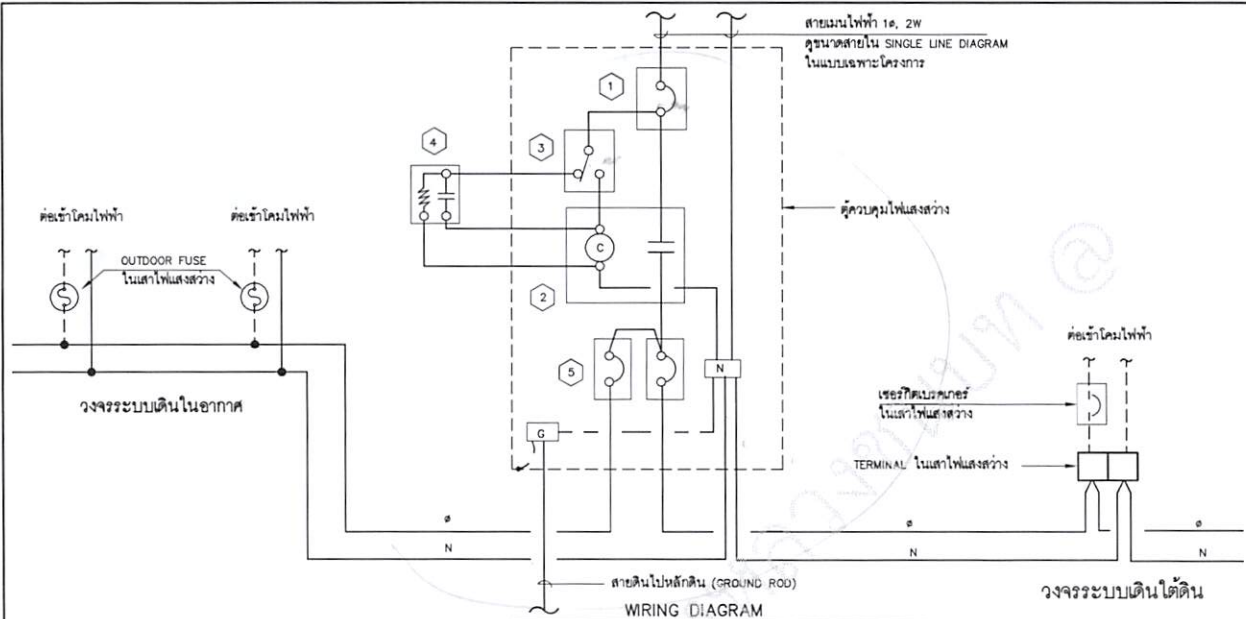 สายเมนไฟฟ้า 1ø, 2W
ดูขนาดสายใน SINGLE LINE DIAGRAM
ในแบบเฉพาะโครงการ
1
3
4
ตู้ควบคุมไฟแสงสว่าง
ต่อเข้าโคมไฟฟ้า
ต่อเข้าโคมไฟฟ้า
OUTDOOR FUSE
ในเสาไฟแสงสว่าง
C
2
ต่อเข้าโคมไฟฟ้า
5
N
วงจรระบบเดินในอากาศ
เซอร์กิตเบรคเกอร์
ในเสาไฟแสงสว่าง
G
TERMINAL ในเสาไฟแสงสว่าง
ø
ø
ø
N
N
N
สายดินไปหลักดิน (GROUND ROD)
วงจรระบบเดินใต้ดิน
WIRING DIAGRAM